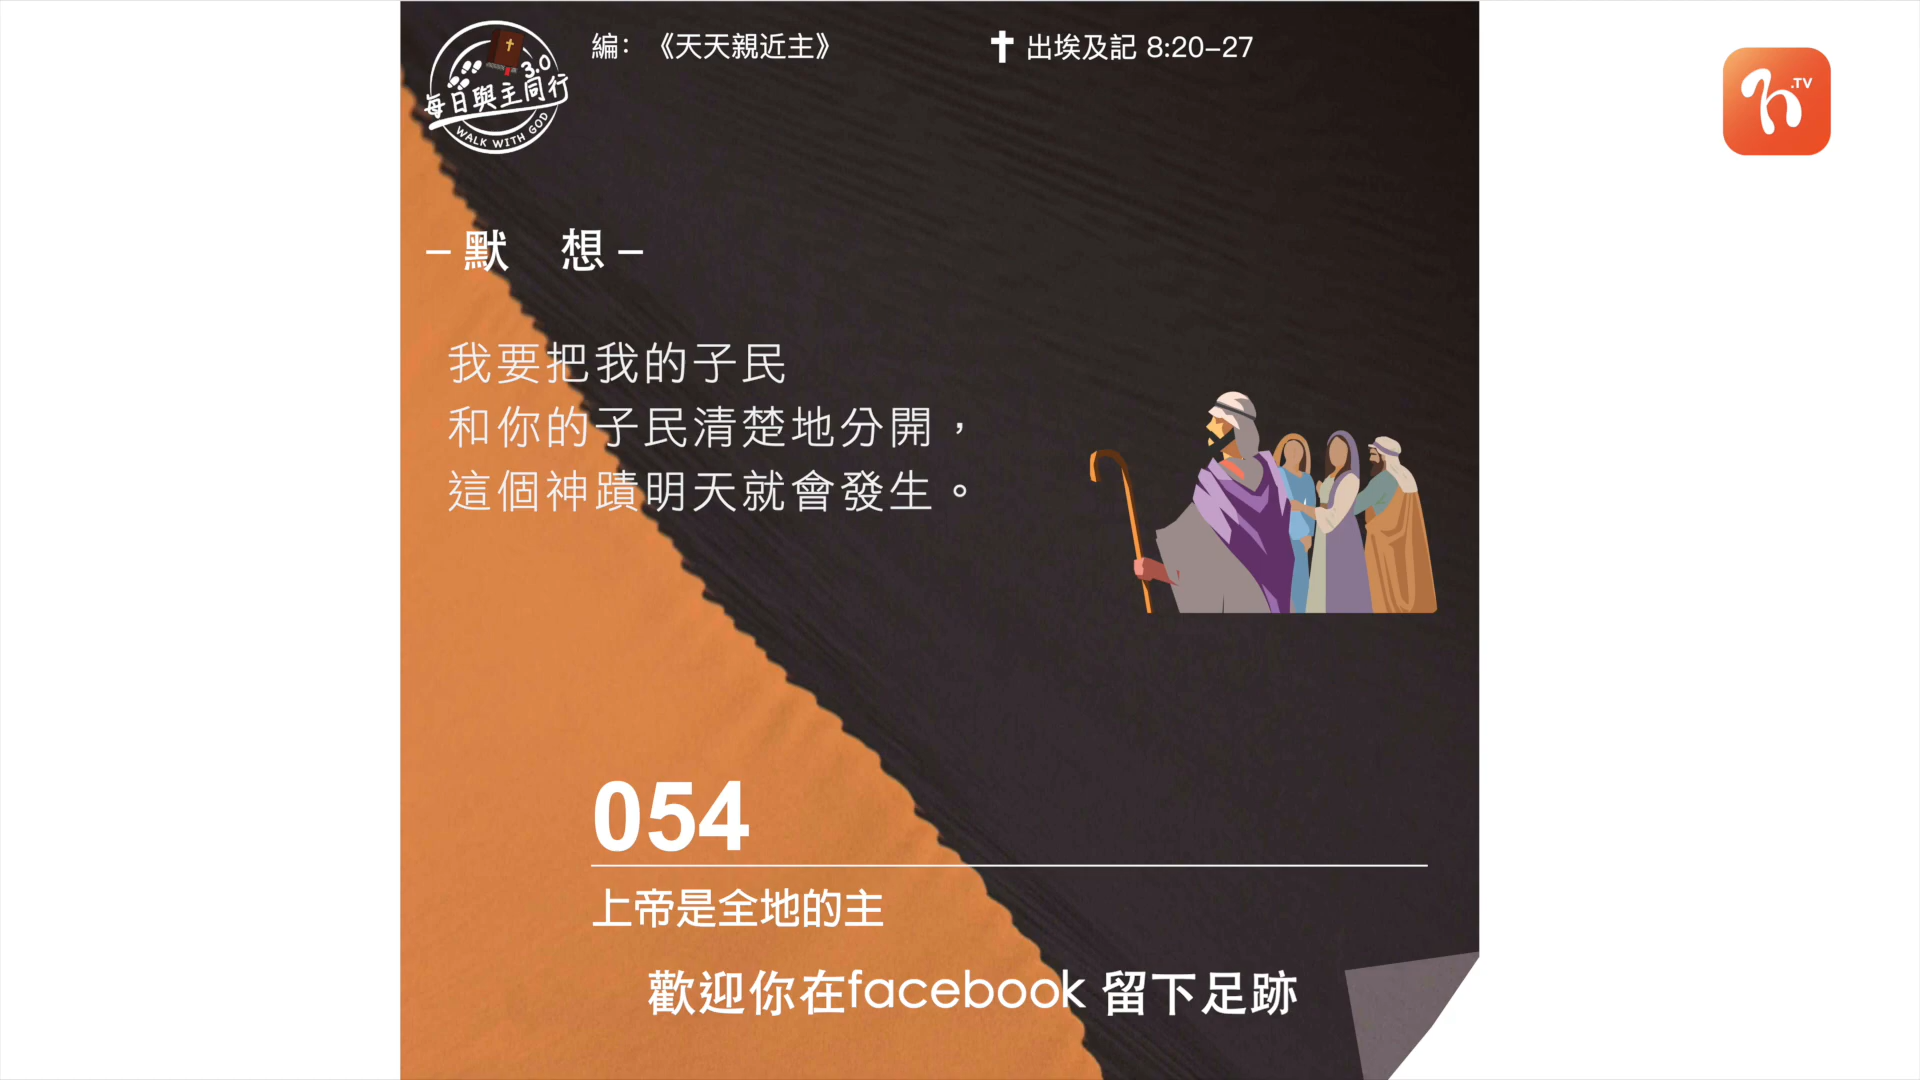 每日與主同行 3.0
WALK WITH GOD
編：《天天親近主》
出埃及記 8:20–27
h.TV
– 默 想 –
我要把我的子民
和你的子民清楚地分開，
這個神蹟明天就會發生。
054
上帝是全地的主
歡迎你在facebook 留下足跡